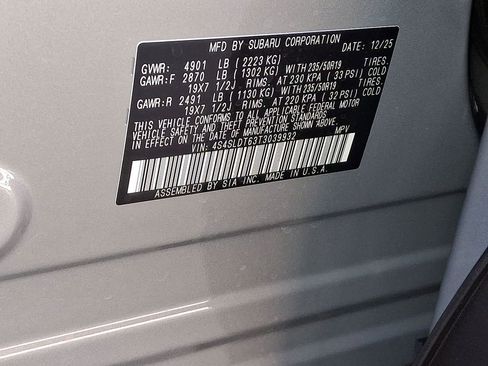 MFD BY SUBARU CORPORATION DATE: 12/25
GVWR: 4901 LB (2223 KG)
GAWR:F 2870 LB (1302 KG) WITH 235/50R19 TIRES.
19X7 1/2J RIMS. AT 230 KPA (33 PSI) COLD
GAWR:R 2491 LB (1130 KG) WITH 235/50R19 TIRES.
19X7 1/2J RIMS. AT 220 KPA (32 PSI) COLD
THIS VEHICLE CONFORMS TO ALL APPLICABLE FEDERAL MOTOR
VEHICLE SAFETY AND THEFT PREVENTION STANDARDS IN
EFFECT ON THE DATE OF MANUFACTURE SHOWN ABOVE.
VIN: 4S4SLDT63T3039932 MPV
ASSEMBLED BY SIA INC. MADE IN U.S.A.